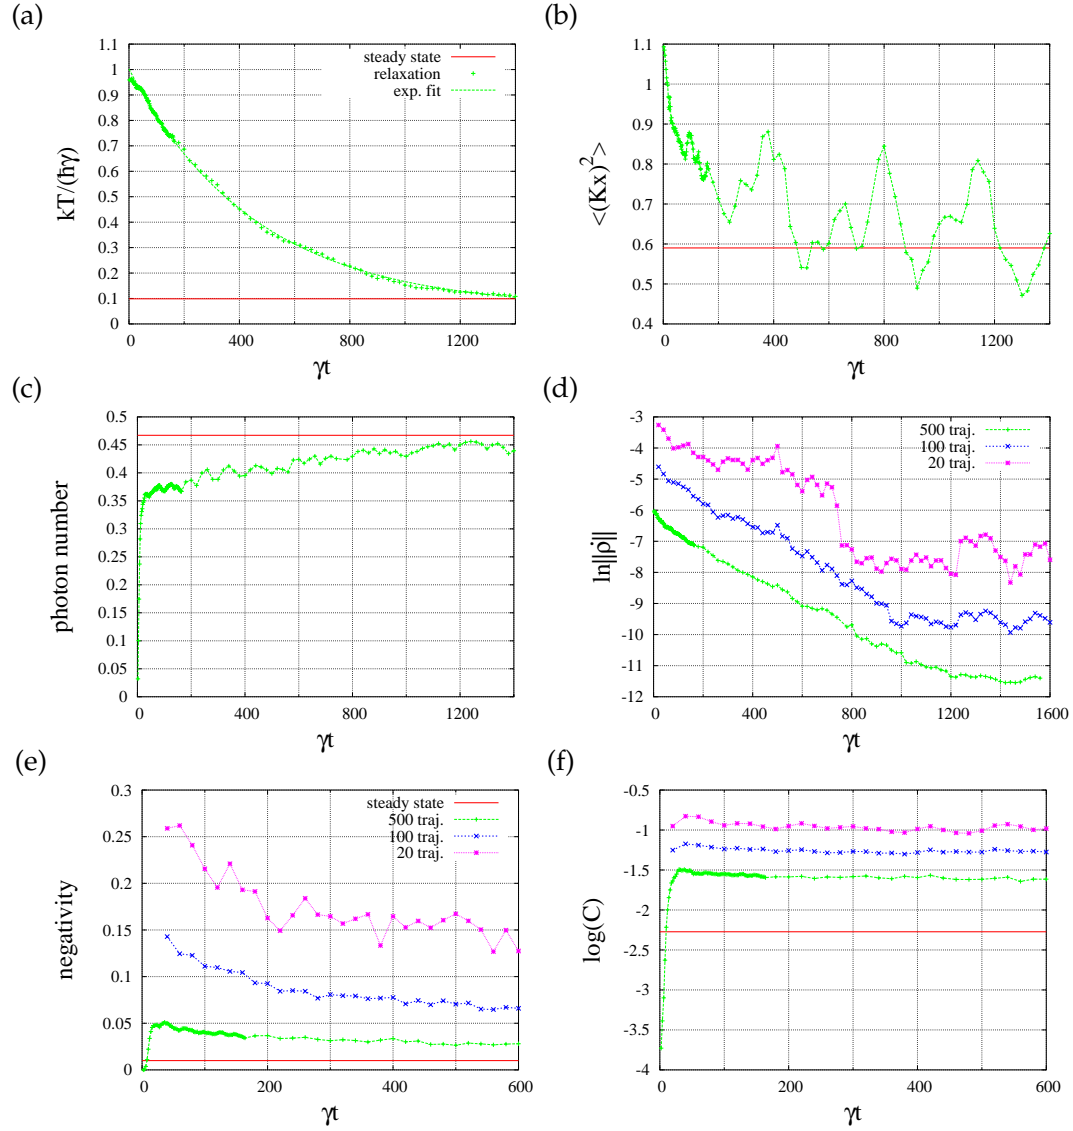 (a)
1.1
1
0.9
0.8
0.7
0.6
0.5
0.4
0.3
0.2
0.1
0
kT/(ħγ)
steady state
relaxation
exp. fit
0 400 800 1200
γt
(b)
1.1
1
0.9
0.8
0.7
0.6
0.5
0.4
<(Kx)²>
0 400 800 1200
γt
(c)
0.5
0.45
0.4
0.35
0.3
0.25
0.2
0.15
0.1
0.05
0
photon number
0 400 800 1200
γt
(d)
-3
-4
-5
-6
-7
-8
-9
-10
-11
-12
ln||ρ̇||
500 traj.
100 traj.
20 traj.
0 400 800 1200 1600
γt
(e)
0.3
0.25
0.2
0.15
0.1
0.05
0
negativity
steady state
500 traj.
100 traj.
20 traj.
0 200 400 600
γt
(f)
-0.5
-1
-1.5
-2
-2.5
-3
-3.5
-4
log(C)
0 200 400 600
γt